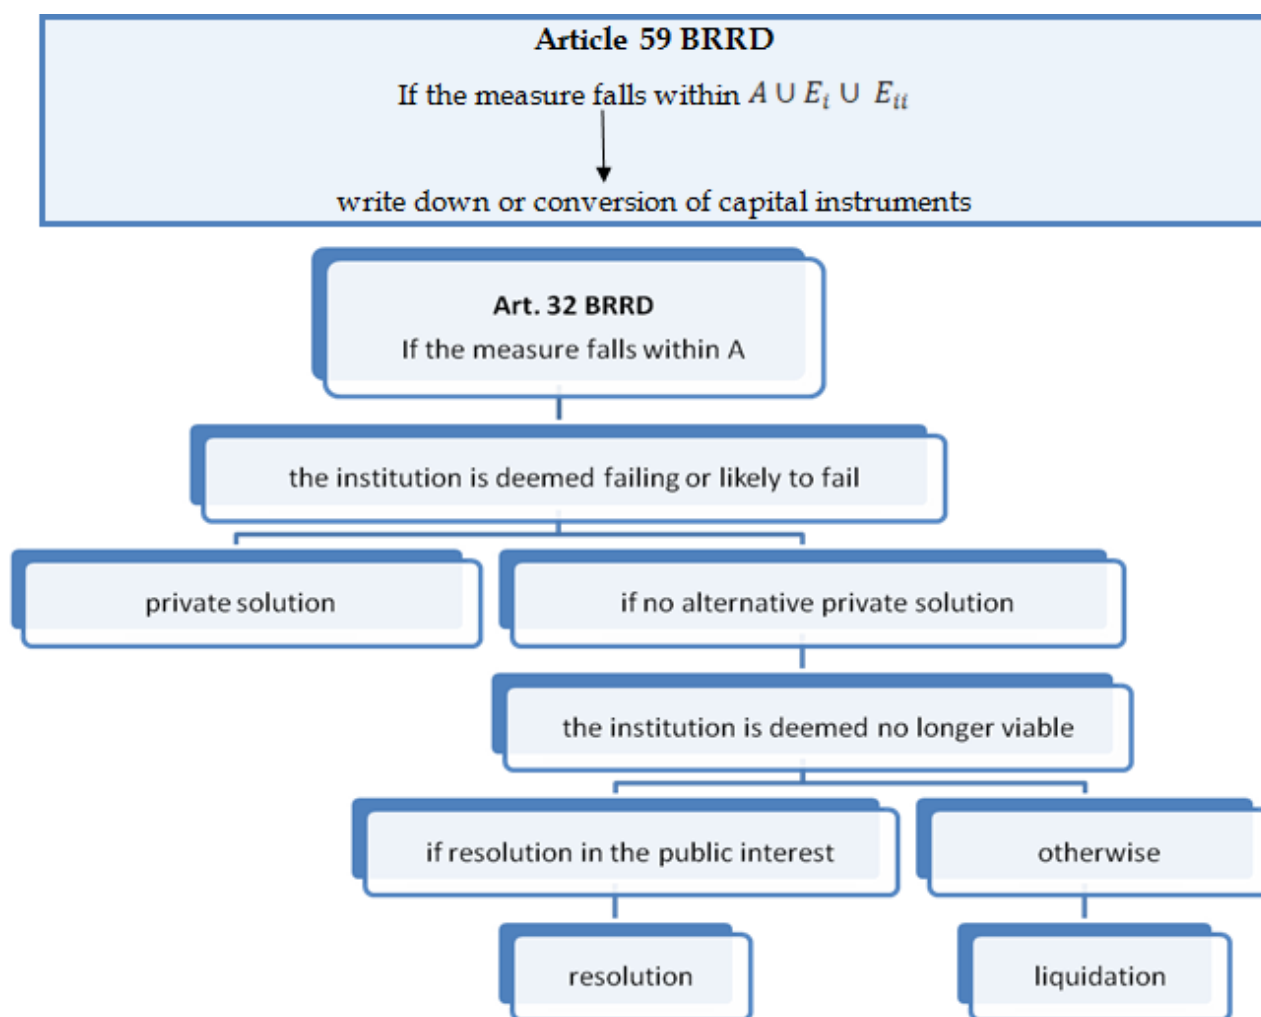 Article 59 BRRD
If the measure falls within A ∪ Eᵢ ∪ Eᵢᵢ
write down or conversion of capital instruments
Art. 32 BRRD
If the measure falls within A
the institution is deemed failing or likely to fail
private solution
if no alternative private solution
the institution is deemed no longer viable
if resolution in the public interest
otherwise
resolution
liquidation